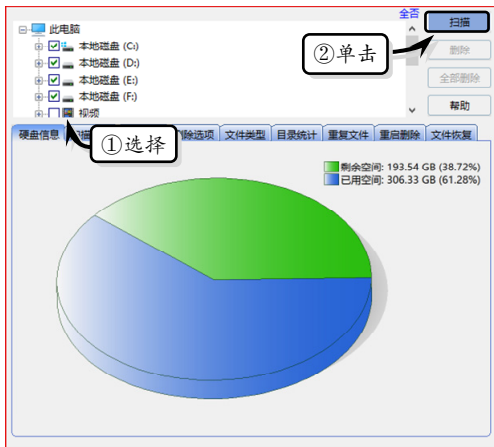 全否
此电脑
本地磁盘 (C:)
本地磁盘 (D:)
本地磁盘 (E:)
本地磁盘 (F:)
视频
扫描
删除
全部删除
帮助
②单击
①选择
硬盘信息 除选项 文件类型 目录统计 重复文件 重启删除 文件恢复
剩余空间: 193.54 GB (38.72%)
已用空间: 306.33 GB (61.28%)